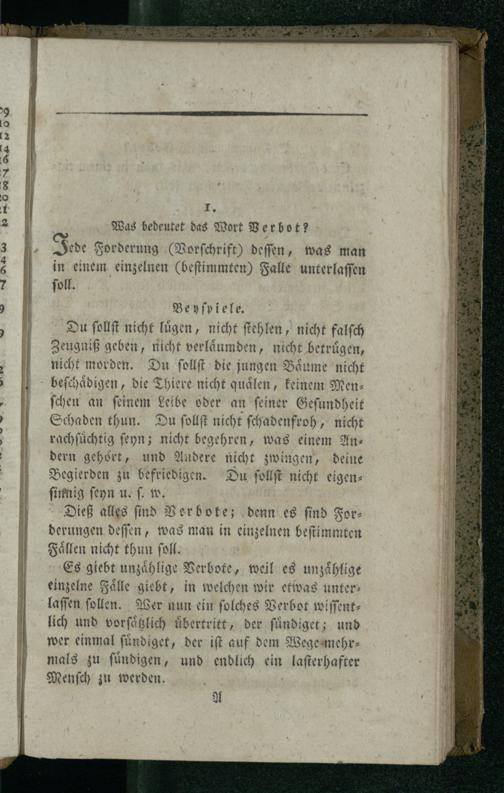 1.
Was bedeutet das Wort Verbot?
Jede Forderung (Vorschrift) dessen, was man
in einem einzelnen (bestimmten) Falle unterlassen
soll.
Beyspiele.
Du sollst nicht lügen, nicht stehlen, nicht falsch
Zeugniß geben, nicht verläumden, nicht betrügen,
nicht morden. Du sollst die jungen Bäume nicht
beschädigen, die Thiere nicht quälen, keinem Men-
schen an seinem Leibe oder an seiner Gesundheit
Schaden thun. Du sollst nicht schadenfroh, nicht
rachsüchtig seyn; nicht begehren, was einem An-
dern gehört, und Andere nicht zwingen, deine
Begierden zu befriedigen. Du sollst nicht eigen-
sinnig seyn u. s. w.
Dieß alles sind Verbote; denn es sind For-
derungen dessen, was man in einzelnen bestimmten
Fällen nicht thun soll.
Es giebt unzählige Verbote, weil es unzählige
einzelne Fälle giebt, in welchen wir etwas unter-
lassen sollen. Wer nun ein solches Verbot wissent-
lich und vorsätzlich übertritt, der sündiget; und
wer einmal sündiget, der ist auf dem Wege mehr-
mals zu sündigen, und endlich ein lasterhafter
Mensch zu werden.
A